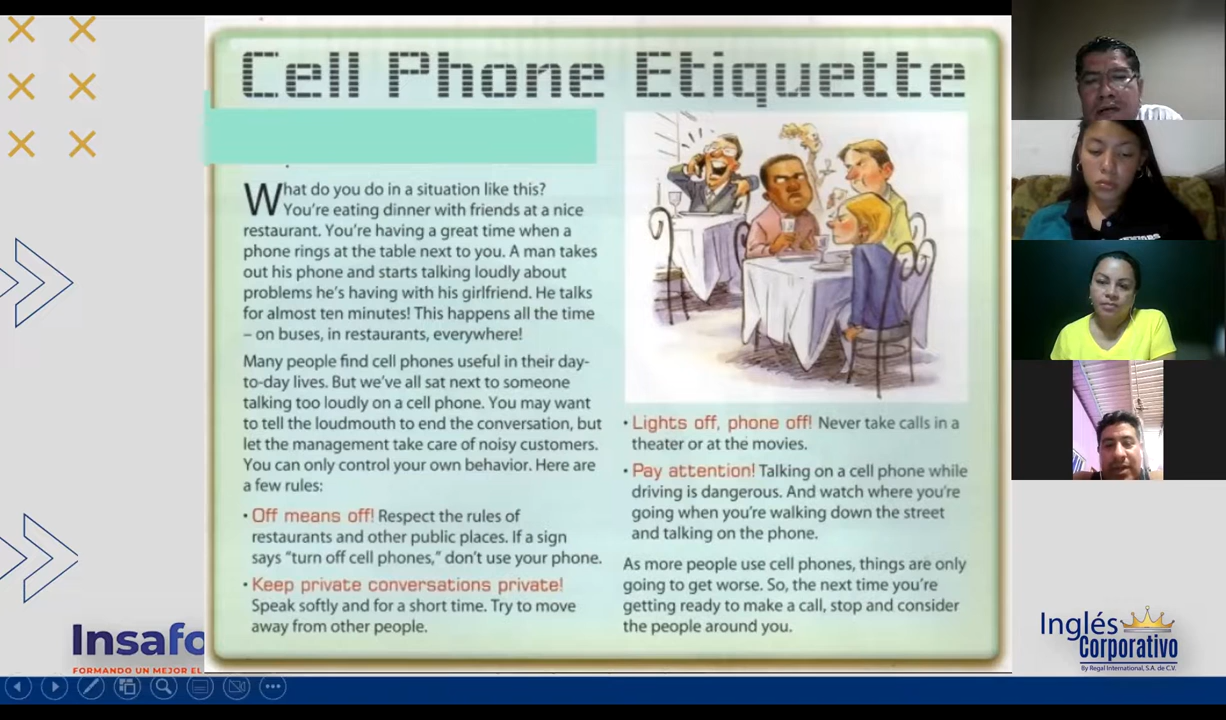 Cell Phone Etiquette
What do you do in a situation like this?
You're eating dinner with friends at a nice
restaurant. You're having a great time when a
phone rings at the table next to you. A man takes
out his phone and starts talking loudly about
problems he's having with his girlfriend. He talks
for almost ten minutes! This happens all the time
– on buses, in restaurants, everywhere!
Many people find cell phones useful in their day-
to-day lives. But we've all sat next to someone
talking too loudly on a cell phone. You may want
to tell the loudmouth to end the conversation, but
let the management take care of noisy customers.
You can only control your own behavior. Here are
a few rules:
• Off means off! Respect the rules of
restaurants and other public places. If a sign
says "turn off cell phones," don't use your phone.
• Keep private conversations private!
Speak softly and for a short time. Try to move
away from other people.
• Lights off, phone off! Never take calls in a
theater or at the movies.
• Pay attention! Talking on a cell phone while
driving is dangerous. And watch where you're
going when you're walking down the street
and talking on the phone.
As more people use cell phones, things are only
going to get worse. So, the next time you're
getting ready to make a call, stop and consider
the people around you.
Insafo
FORMANDO UN MEJOR EL
Inglés
Corporativo
By Regal International, S.A. de C.V.